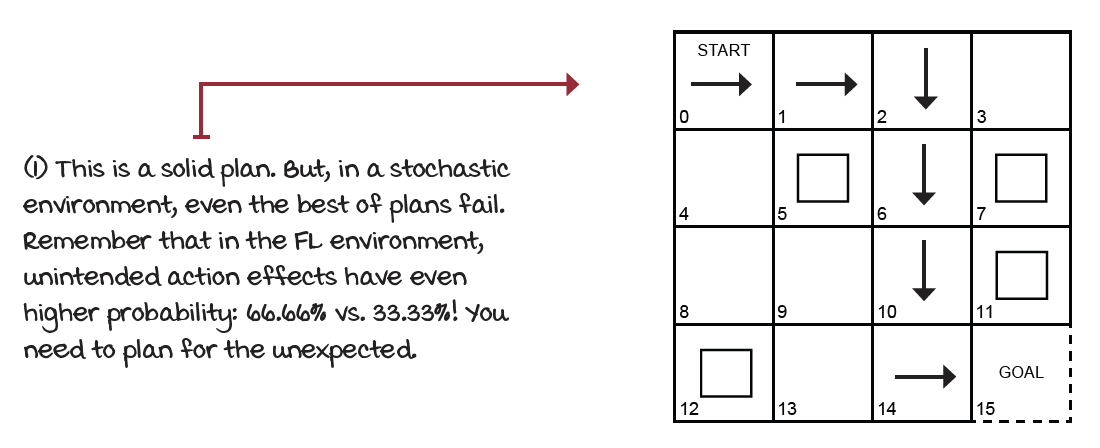 (1) This is a solid plan. But, in a stochastic
environment, even the best of plans fail.
Remember that in the FL environment,
unintended action effects have even
higher probability: 66.66% vs. 33.33%! You
need to plan for the unexpected.
START
0
1
2
3
4
5
6
7
8
9
10
11
12
13
14
GOAL
15